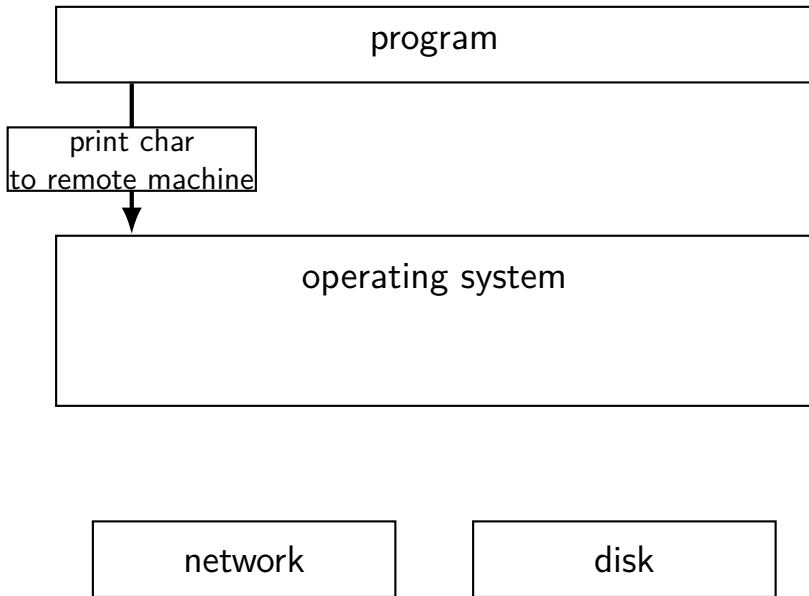 program
print char
to remote machine
operating system
network
disk